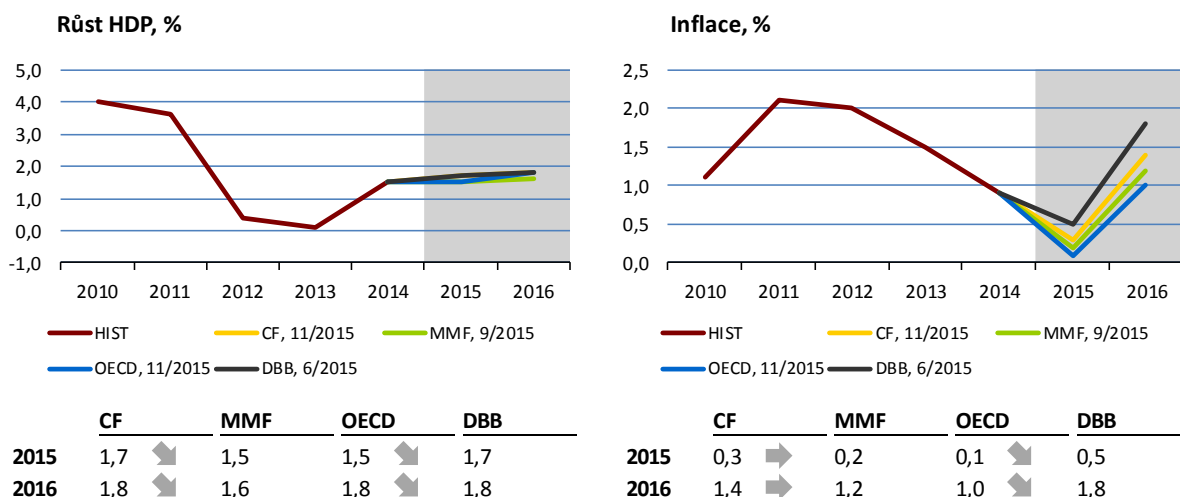 Růst HDP, %
5,0
4,0
3,0
2,0
1,0
0,0
-1,0
2010 2011 2012 2013 2014 2015 2016
HIST CF, 11/2015 MMF, 9/2015
OECD, 11/2015 DBB, 6/2015
CF MMF OECD DBB
2015 1,7 1,5 1,5 1,7
2016 1,8 1,6 1,8 1,8
Inflace, %
2,5
2,0
1,5
1,0
0,5
0,0
2010 2011 2012 2013 2014 2015 2016
HIST CF, 11/2015 MMF, 9/2015
OECD, 11/2015 DBB, 6/2015
CF MMF OECD DBB
2015 0,3 0,2 0,1 0,5
2016 1,4 1,2 1,0 1,8